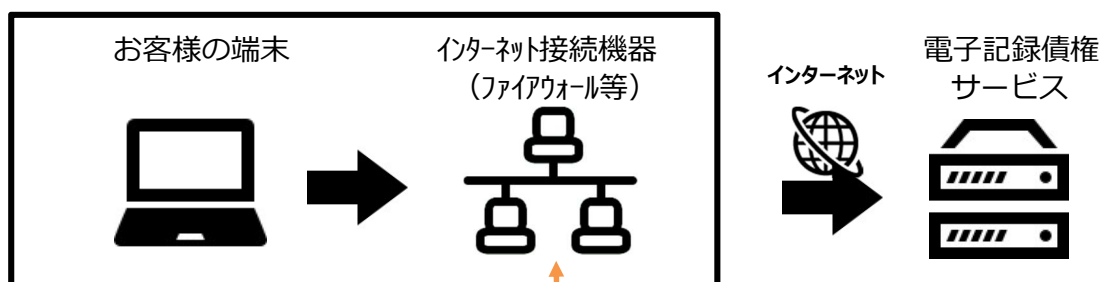 お客様の端末
インターネット接続機器
（ファイアウォール等）
インターネット
電子記録債権
サービス